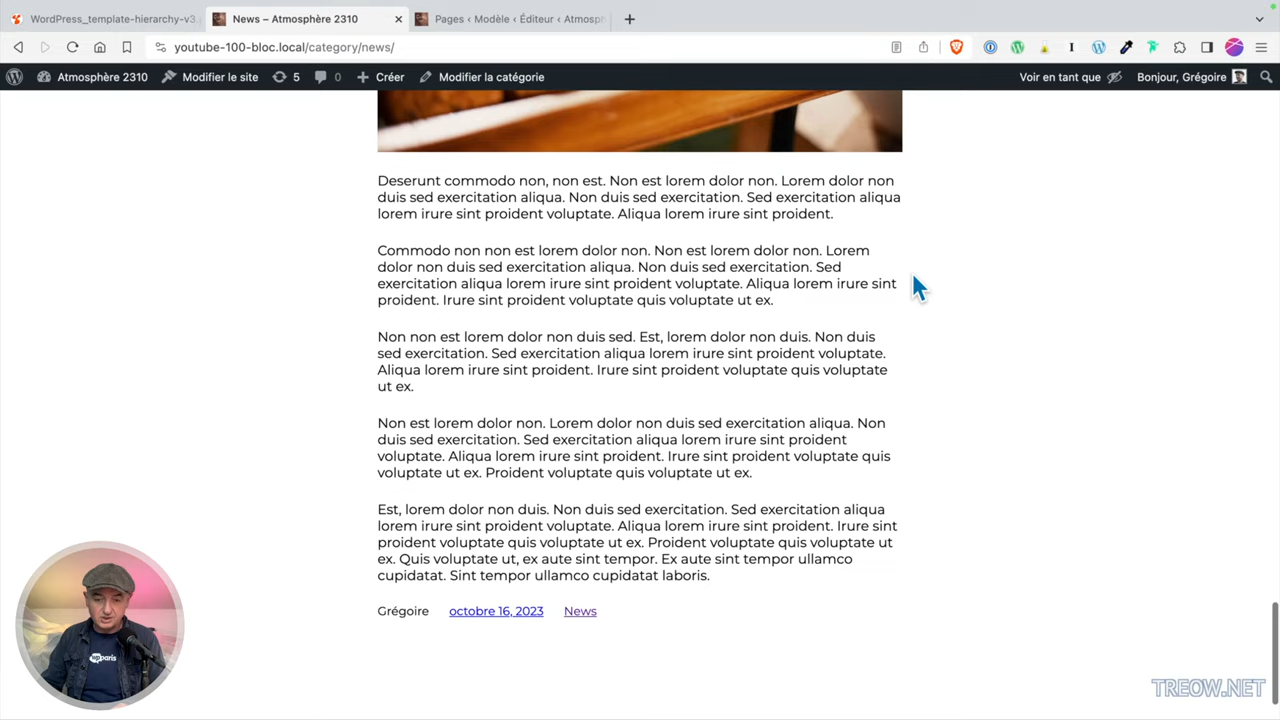 WordPress_template-hierarchy-v3.
News – Atmosphère 2310
Pages ‹ Modèle ‹ Éditeur ‹ Atmosph
youtube-100-bloc.local/category/news/
Atmosphère 2310
Modifier le site
5
0
Créer
Modifier la catégorie
Voir en tant que
Bonjour, Grégoire
Deserunt commodo non, non est. Non est lorem dolor non. Lorem dolor non
duis sed exercitation aliqua. Non duis sed exercitation. Sed exercitation aliqua
lorem irure sint proident voluptate. Aliqua lorem irure sint proident.
Commodo non non est lorem dolor non. Non est lorem dolor non. Lorem
dolor non duis sed exercitation aliqua. Non duis sed exercitation. Sed
exercitation aliqua lorem irure sint proident voluptate. Aliqua lorem irure sint
proident. Irure sint proident voluptate quis voluptate ut ex.
Non non est lorem dolor non duis sed. Est, lorem dolor non duis. Non duis
sed exercitation. Sed exercitation aliqua lorem irure sint proident voluptate.
Aliqua lorem irure sint proident. Irure sint proident voluptate quis voluptate
ut ex.
Non est lorem dolor non. Lorem dolor non duis sed exercitation aliqua. Non
duis sed exercitation. Sed exercitation aliqua lorem irure sint proident
voluptate. Aliqua lorem irure sint proident. Irure sint proident voluptate quis
voluptate ut ex. Proident voluptate quis voluptate ut ex.
Est, lorem dolor non duis. Non duis sed exercitation. Sed exercitation aliqua
lorem irure sint proident voluptate. Aliqua lorem irure sint proident. Irure sint
proident voluptate quis voluptate ut ex. Proident voluptate quis voluptate ut
ex. Quis voluptate ut, ex aute sint tempor. Ex aute sint tempor ullamco
cupidatat. Sint tempor ullamco cupidatat laboris.
Grégoire
octobre 16, 2023
News
wpparis
TREOW.NET